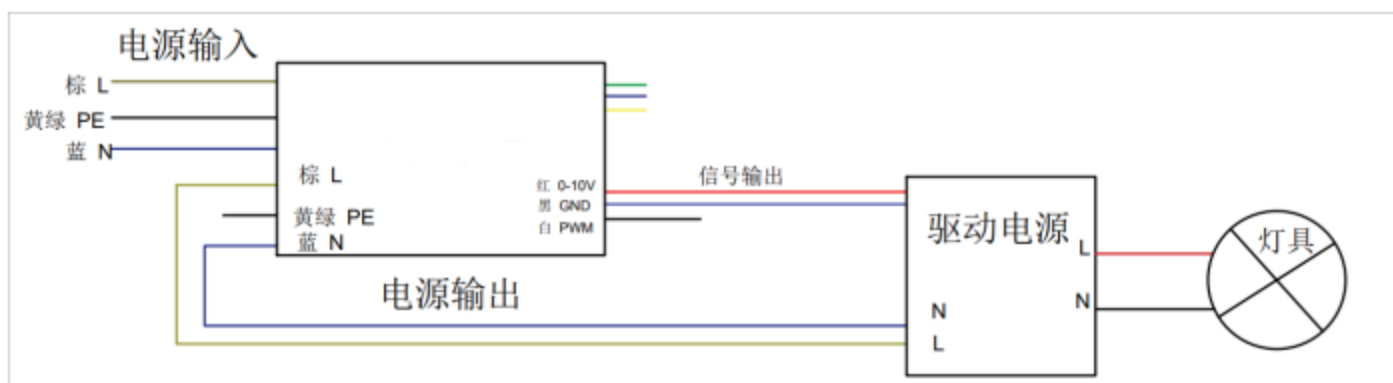 电源输入
棕 L
黄绿 PE
蓝 N
棕 L
黄绿 PE
蓝 N
红 0-10V
黑 GND
白 PWM
电源输出
信号输出
驱动电源
L
N
N
L
灯具